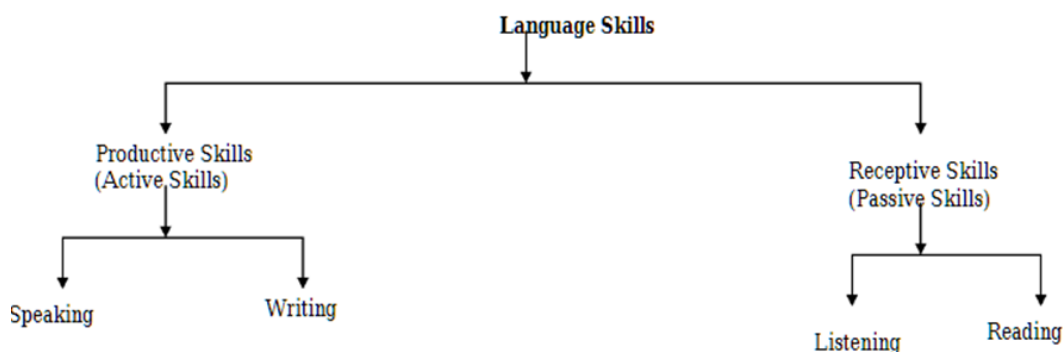 Language Skills
Productive Skills
(Active Skills)
Receptive Skills
(Passive Skills)
Speaking
Writing
Listening
Reading